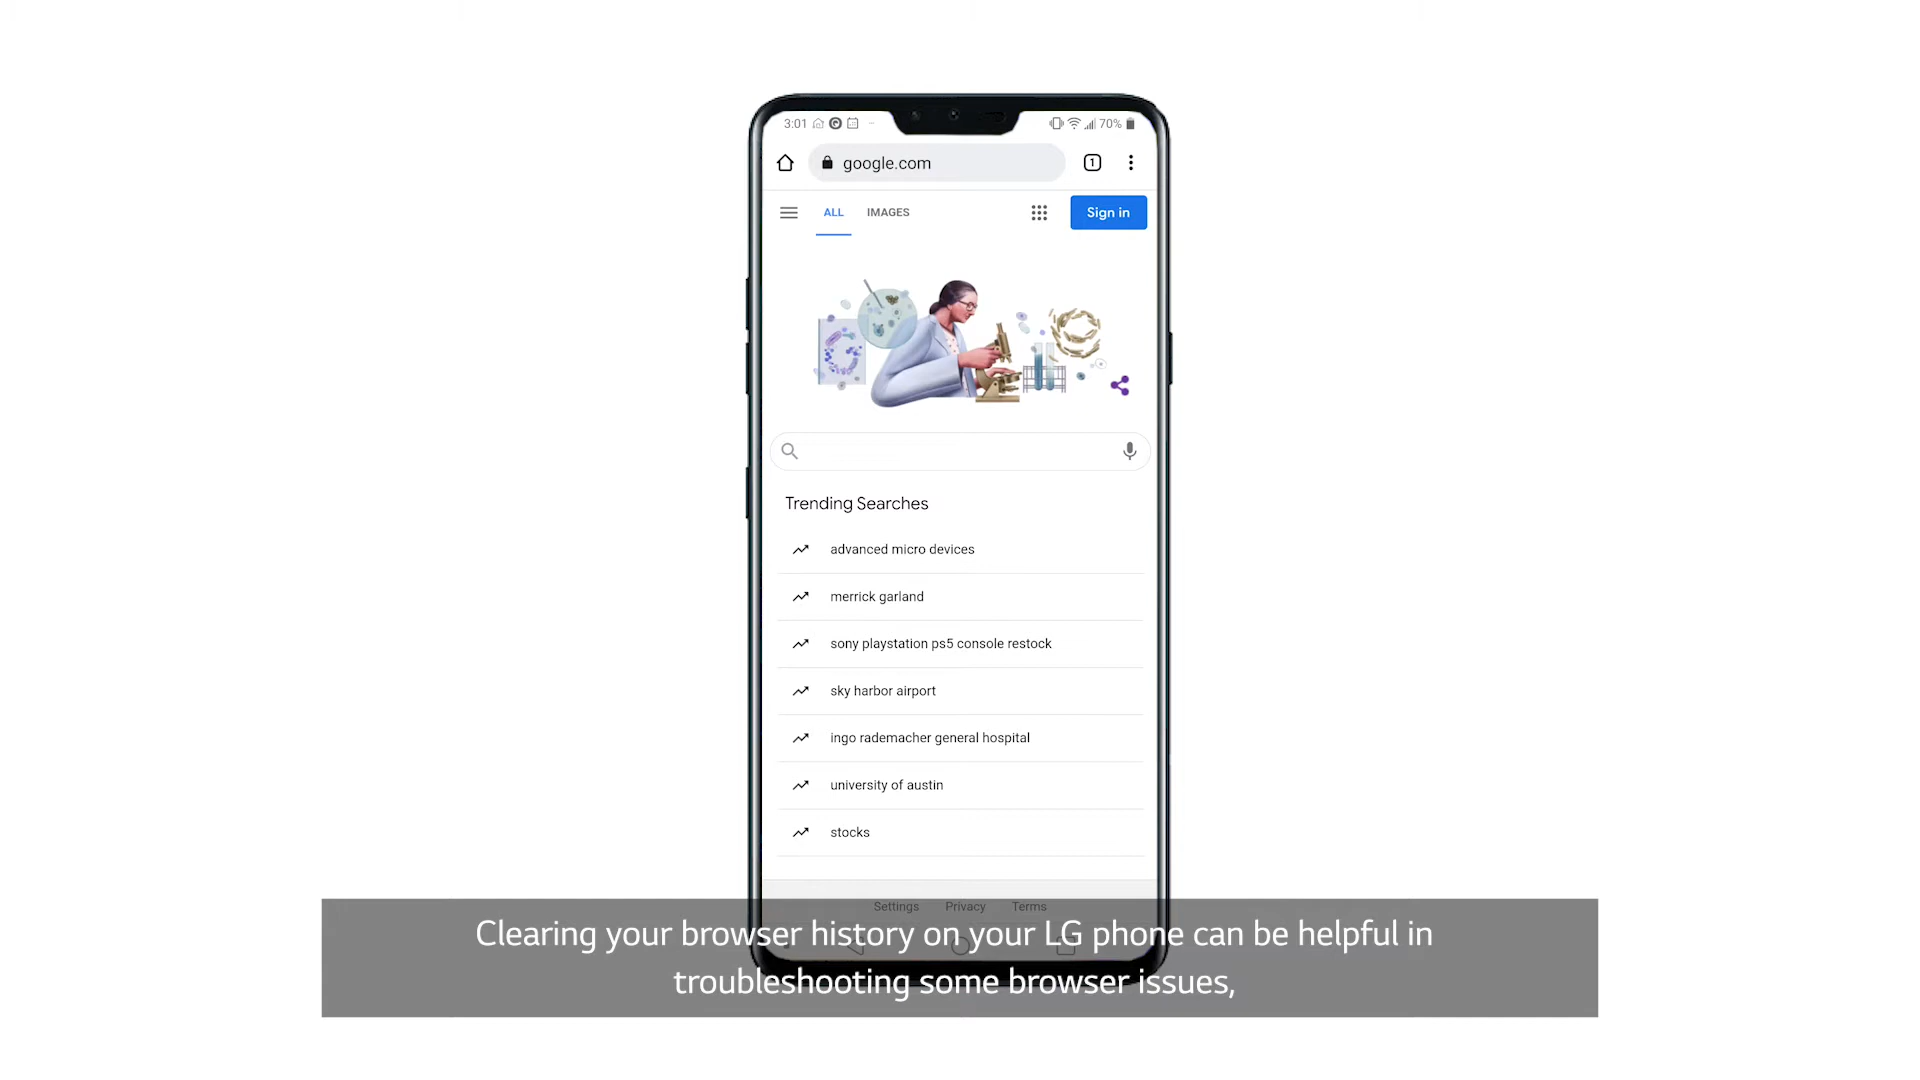 3:01 70%
google.com 1
ALL IMAGES Sign in
Trending Searches
advanced micro devices
merrick garland
sony playstation ps5 console restock
sky harbor airport
ingo rademacher general hospital
university of austin
stocks
Settings Privacy Terms
Clearing your browser history on your LG phone can be helpful in
troubleshooting some browser issues,